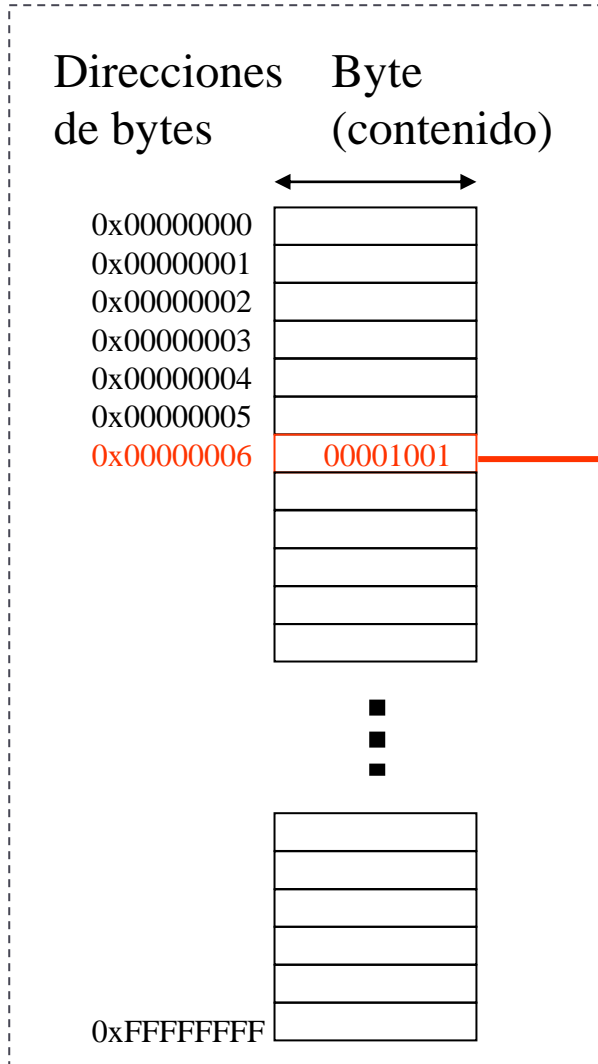 Direcciones de bytes
Byte (contenido)
0x00000000
0x00000001
0x00000002
0x00000003
0x00000004
0x00000005
0x00000006 00001001
0xFFFFFFFF